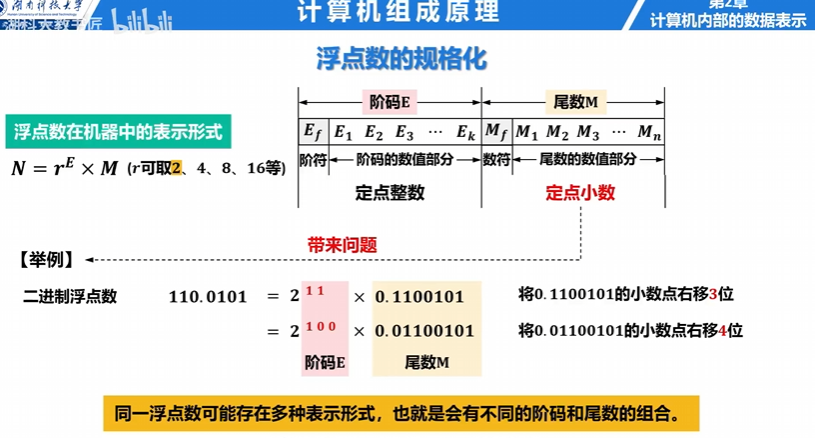 湖南科技大学
湖科大教书匠 bilibili
计算机组成原理
第2章
计算机内部的数据表示
浮点数的规格化
阶码E 尾数M
浮点数在机器中的表示形式
E_f E_1 E_2 E_3 ⋯ E_k M_f M_1 M_2 M_3 ⋯ M_n
N = r^E × M (r可取2、4、8、16等)
阶符 阶码的数值部分 数符 尾数的数值部分
定点整数 定点小数
带来问题
【举例】
二进制浮点数 110.0101 = 2^11 × 0.1100101 将0.1100101的小数点右移3位
= 2^100 × 0.01100101 将0.01100101的小数点右移4位
阶码E 尾数M
同一浮点数可能存在多种表示形式，也就是会有不同的阶码和尾数的组合。